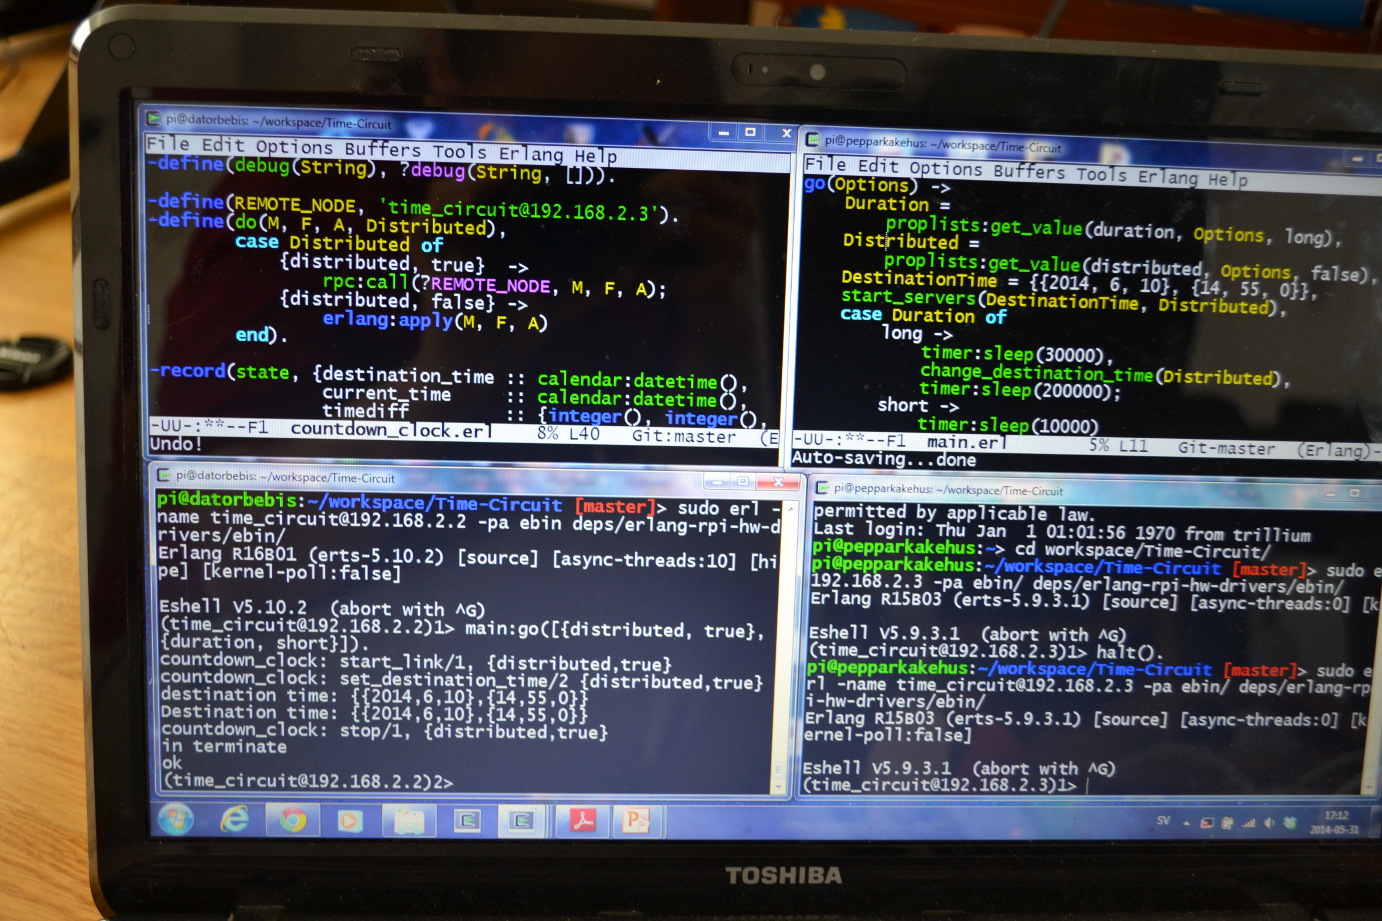 pi@datorbebis: ~/workspace/Time-Circuit
File Edit Options Buffers Tools Erlang Help
-define(debug(String), ?debug(String, [])).
-define(REMOTE_NODE, 'time_circuit@192.168.2.3').
-define(do(M, F, A, Distributed),
case Distributed of
{distributed, true} ->
rpc:call(?REMOTE_NODE, M, F, A);
{distributed, false} ->
erlang:apply(M, F, A)
end).
-record(state, {destination_time :: calendar:datetime(),
current_time :: calendar:datetime(),
timediff :: {integer(), integer(),
-UU-:**--F1 countdown_clock.erl 8% L40 Git:master (E
Undo!
pi@pepparkakehus: ~/workspace/Time-Circuit
File Edit Options Buffers Tools Erlang Help
go(Options) ->
Duration =
proplists:get_value(duration, Options, long),
Distributed =
proplists:get_value(distributed, Options, false),
DestinationTime = {{2014, 6, 10}, {14, 55, 0}},
start_servers(DestinationTime, Distributed),
case Duration of
long ->
timer:sleep(30000),
change_destination_time(Distributed),
timer:sleep(200000);
short ->
timer:sleep(10000)
-UU-:**--F1 main.erl 5% L11 Git-master (Erlang)-
Auto-saving...done
pi@datorbebis: ~/workspace/Time-Circuit
pi@datorbebis:~/workspace/Time-Circuit [master]> sudo erl -
name time_circuit@192.168.2.2 -pa ebin deps/erlang-rpi-hw-d
rivers/ebin/
Erlang R16B01 (erts-5.10.2) [source] [async-threads:10] [hi
pe] [kernel-poll:false]
Eshell V5.10.2 (abort with ^G)
(time_circuit@192.168.2.2)1> main:go([{distributed, true},
{duration, short}]).
countdown_clock: start_link/1, {distributed,true}
countdown_clock: set_destination_time/2 {distributed,true}
destination time: {{2014,6,10},{14,55,0}}
Destination time: {{2014,6,10},{14,55,0}}
countdown_clock: stop/1, {distributed,true}
in terminate
ok
(time_circuit@192.168.2.2)2>
pi@pepparkakehus: ~/workspace/Time-Circuit
permitted by applicable law.
Last login: Thu Jan 1 01:01:56 1970 from trillium
pi@pepparkakehus:~> cd workspace/Time-Circuit/
pi@pepparkakehus:~/workspace/Time-Circuit [master]> sudo e
192.168.2.3 -pa ebin/ deps/erlang-rpi-hw-drivers/ebin/
Erlang R15B03 (erts-5.9.3.1) [source] [async-threads:0] [k
Eshell V5.9.3.1 (abort with ^G)
(time_circuit@192.168.2.3)1> halt().
pi@pepparkakehus:~/workspace/Time-Circuit [master]> sudo e
rl -name time_circuit@192.168.2.3 -pa ebin/ deps/erlang-rp
i-hw-drivers/ebin/
Erlang R15B03 (erts-5.9.3.1) [source] [async-threads:0] [k
ernel-poll:false]
Eshell V5.9.3.1 (abort with ^G)
(time_circuit@192.168.2.3)1>
SV
17:12
2014-05-31
TOSHIBA